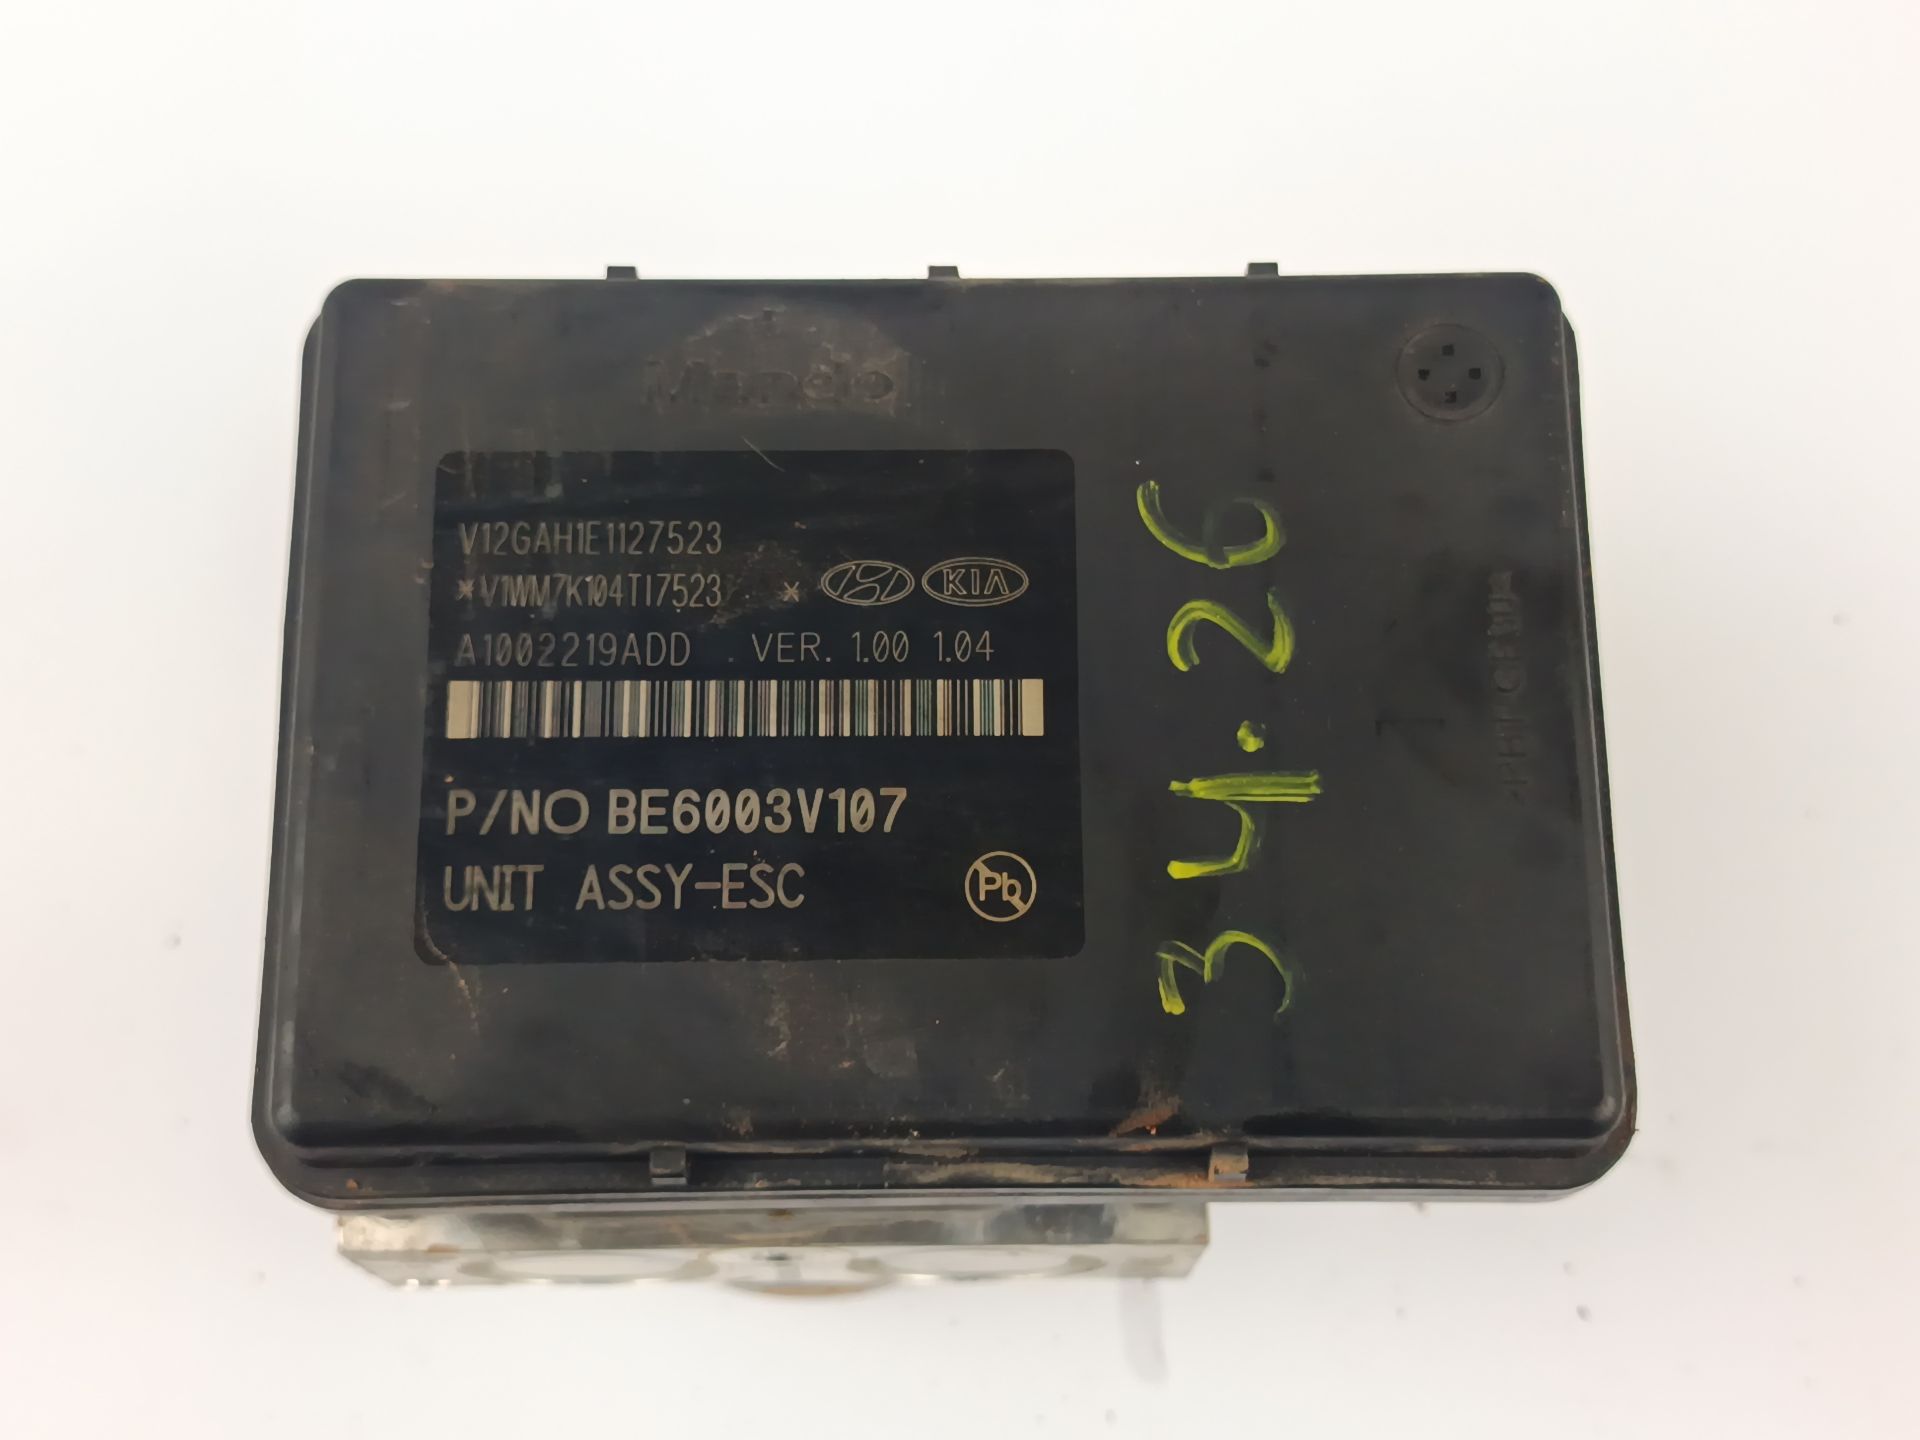 Mando
V12GAH1E1127523
*V1WM7K104T17523 * KIA
A1002219ADD VER. 1.00 1.04
P/NO BE6003V107
UNIT ASSY-ESC
Pb
34.26